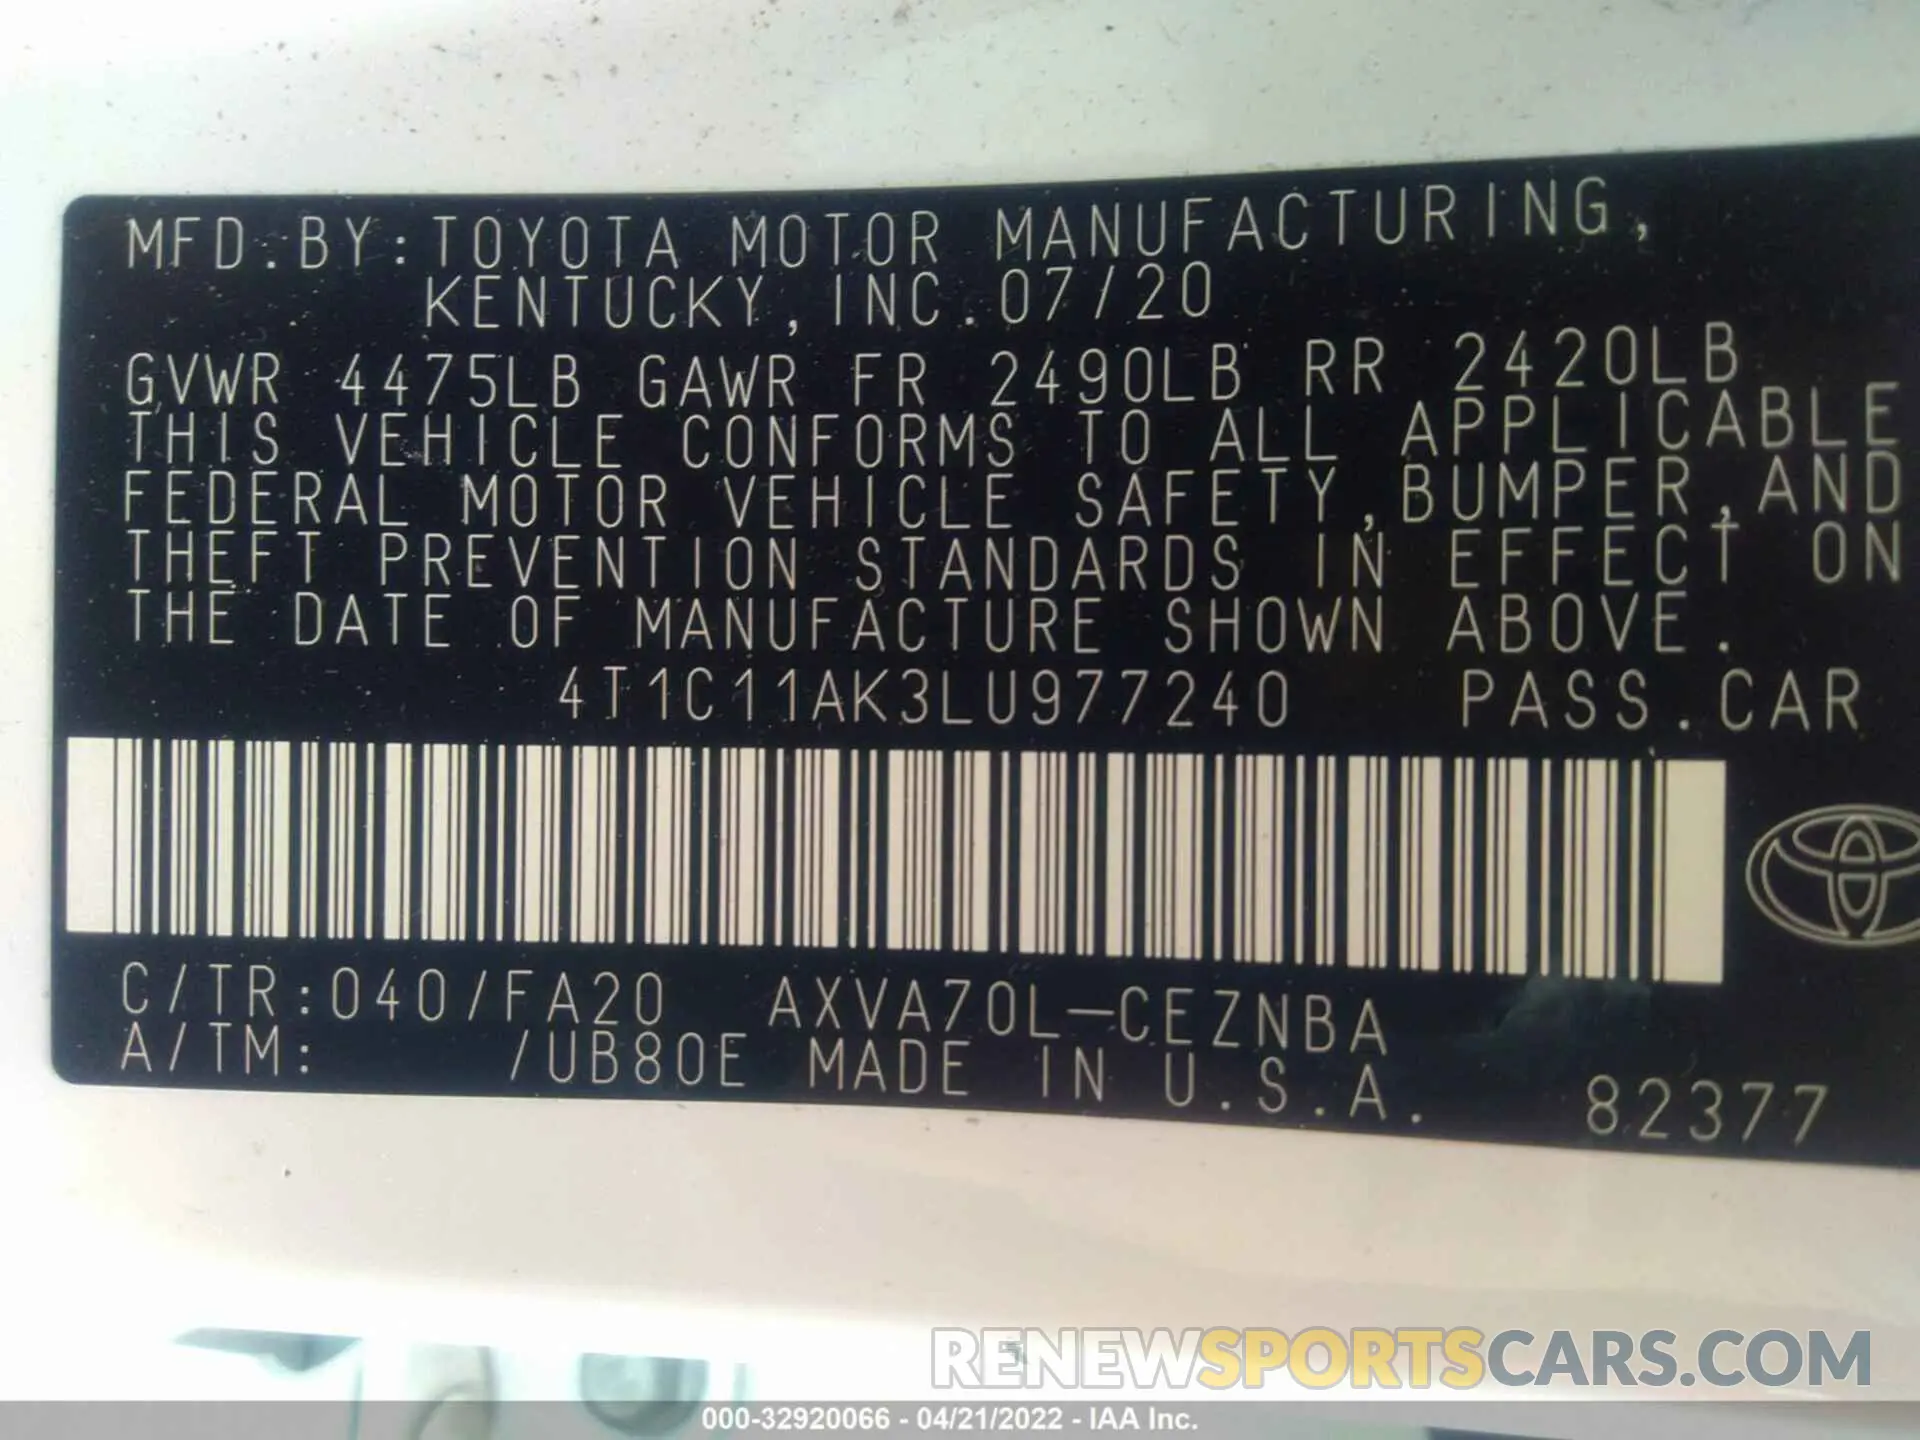 MFD.BY:TOYOTA MOTOR MANUFACTURING,
KENTUCKY, INC.07/20
GVWR 4475LB GAWR FR 2490LB RR 2420LB
THIS VEHICLE CONFORMS TO ALL APPLICABLE
FEDERAL MOTOR VEHICLE SAFETY,BUMPER,AND
THEFT PREVENTION STANDARDS IN EFFECT ON
THE DATE OF MANUFACTURE SHOWN ABOVE.
4T1C11AK3LU977240 PASS.CAR
C/TR:040/FA20 AXVA70L-CEZNBA
A/TM: /UB80E MADE IN U.S.A. 82377
RENEWSPORTSCARS.COM
000-32920066 - 04/21/2022 - IAA Inc.